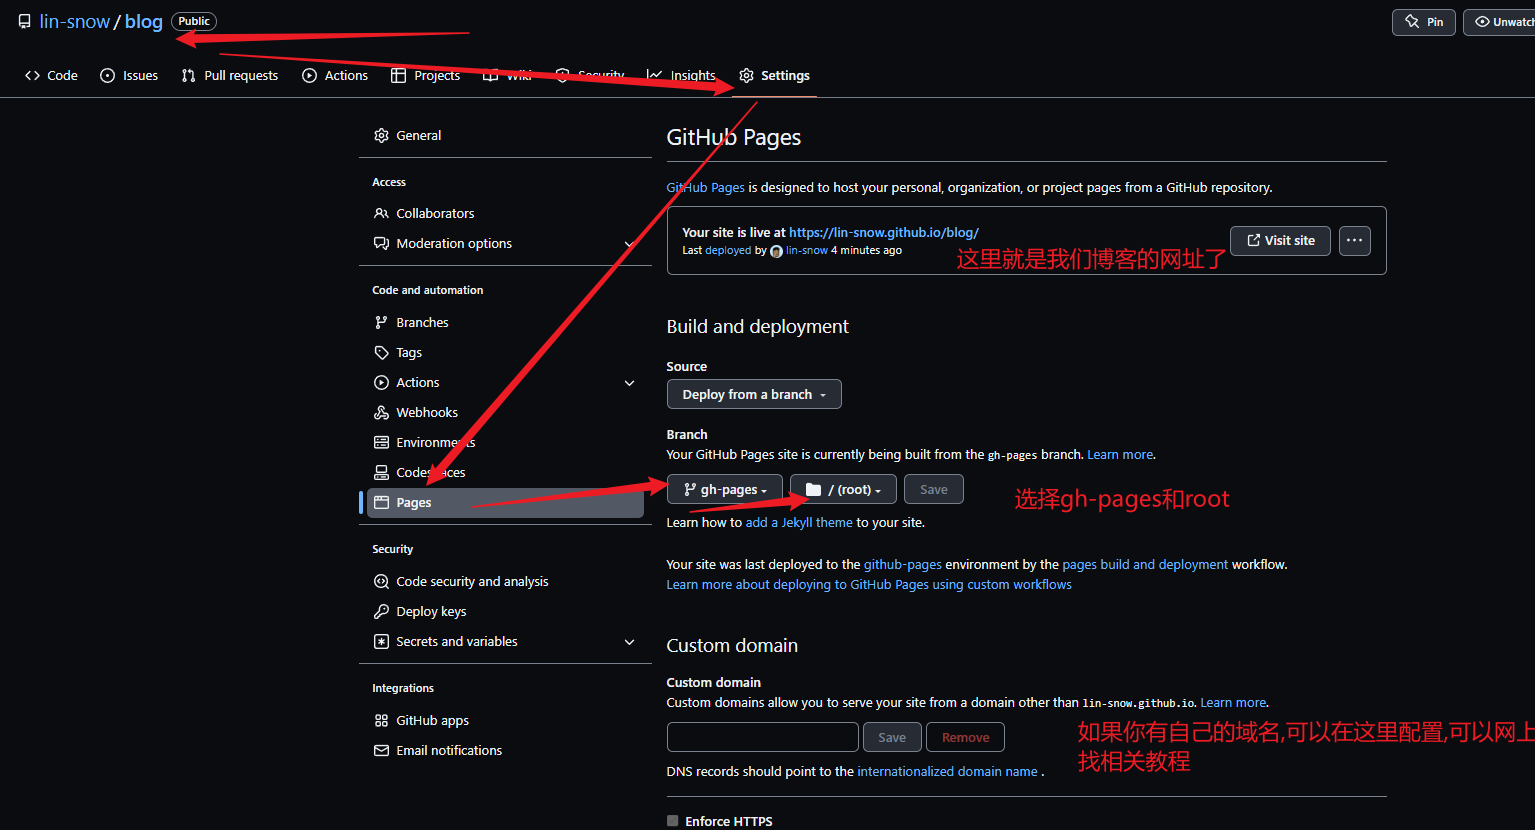 lin-snow / blog Public
Pin
Unwatch
Code
Issues
Pull requests
Actions
Projects
Wiki
Security
Insights
Settings
General
Access
Collaborators
Moderation options
Code and automation
Branches
Tags
Actions
Webhooks
Environments
Codespaces
Pages
Security
Code security and analysis
Deploy keys
Secrets and variables
Integrations
GitHub apps
Email notifications
GitHub Pages
GitHub Pages is designed to host your personal, organization, or project pages from a GitHub repository.
Your site is live at https://lin-snow.github.io/blog/
Last deployed by lin-snow 4 minutes ago
这里就是我们博客的网址了
Visit site
Build and deployment
Source
Deploy from a branch
Branch
Your GitHub Pages site is currently being built from the gh-pages branch. Learn more.
gh-pages
/ (root)
Save
选择gh-pages和root
Learn how to add a Jekyll theme to your site.
Your site was last deployed to the github-pages environment by the pages build and deployment workflow.
Learn more about deploying to GitHub Pages using custom workflows
Custom domain
Custom domain
Custom domains allow you to serve your site from a domain other than lin-snow.github.io. Learn more.
Save
Remove
如果你有自己的域名,可以在这里配置,可以网上
找相关教程
DNS records should point to the internationalized domain name .
Enforce HTTPS